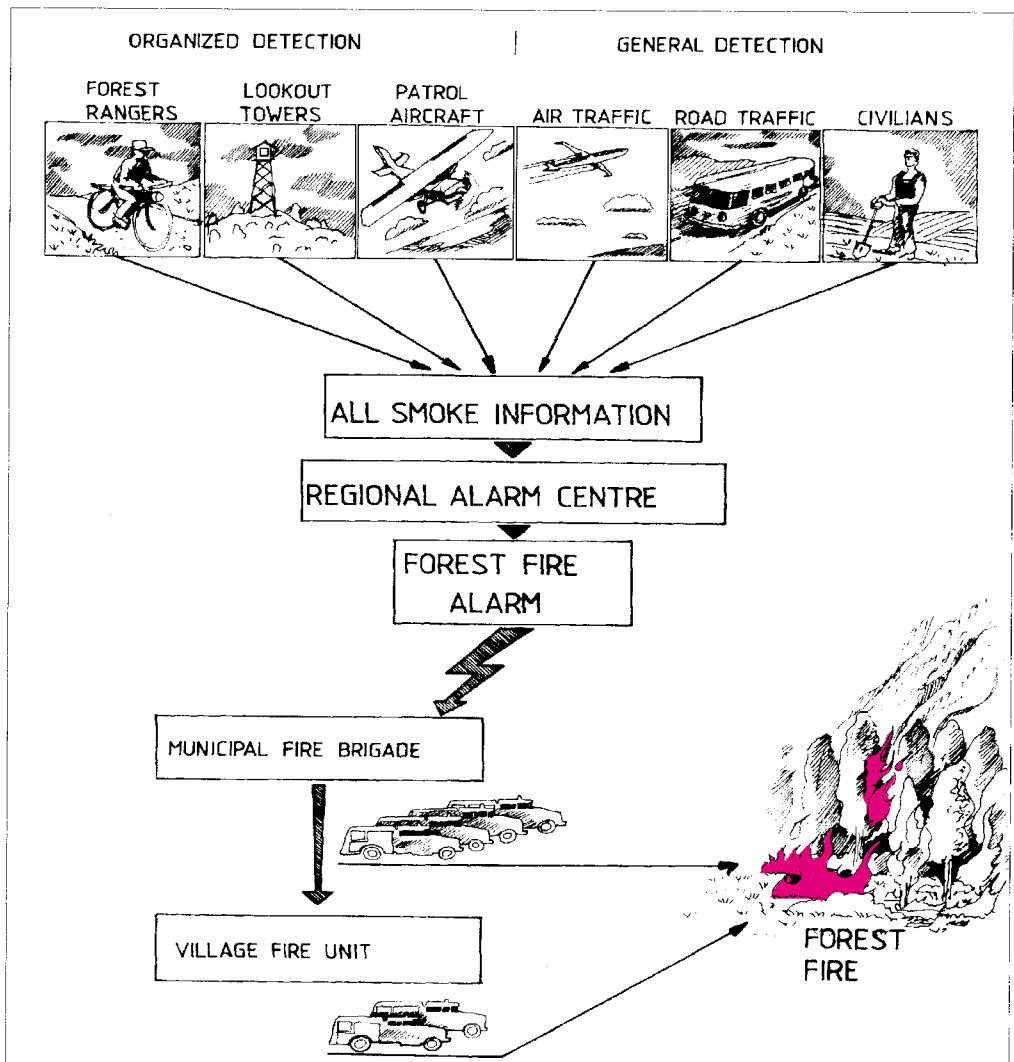 ORGANIZED DETECTION
GENERAL DETECTION
FOREST
RANGERS
LOOKOUT
TOWERS
PATROL
AIRCRAFT
AIR TRAFFIC
ROAD TRAFFIC
CIVILIANS
ALL SMOKE INFORMATION
REGIONAL ALARM CENTRE
FOREST FIRE
ALARM
MUNICIPAL FIRE BRIGADE
VILLAGE FIRE UNIT
FOREST
FIRE